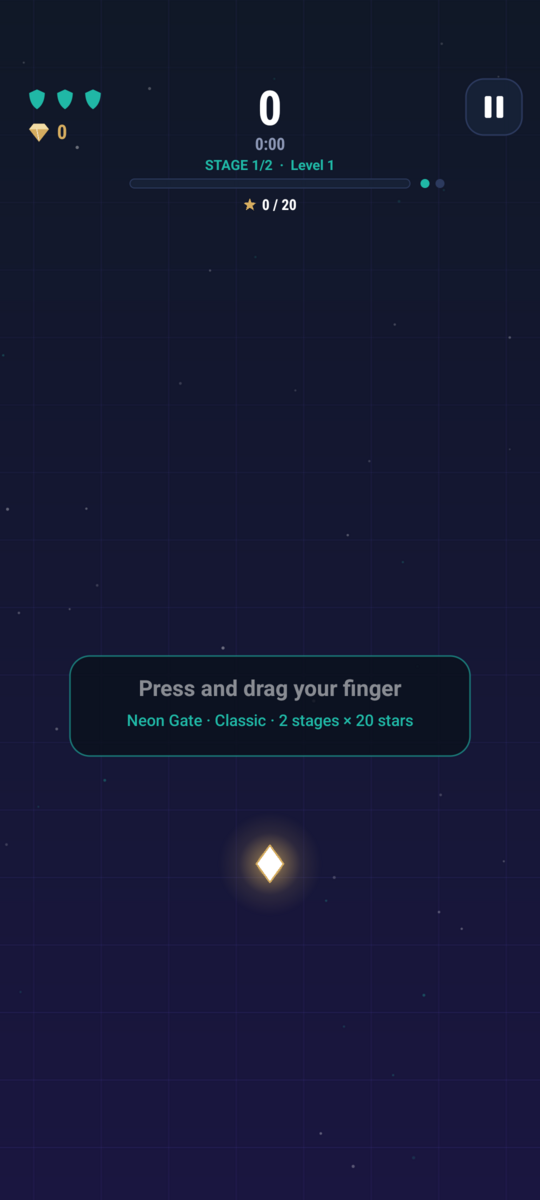 0
0
0:00
STAGE 1/2 · Level 1
0 / 20
Press and drag your finger
Neon Gate · Classic · 2 stages × 20 stars